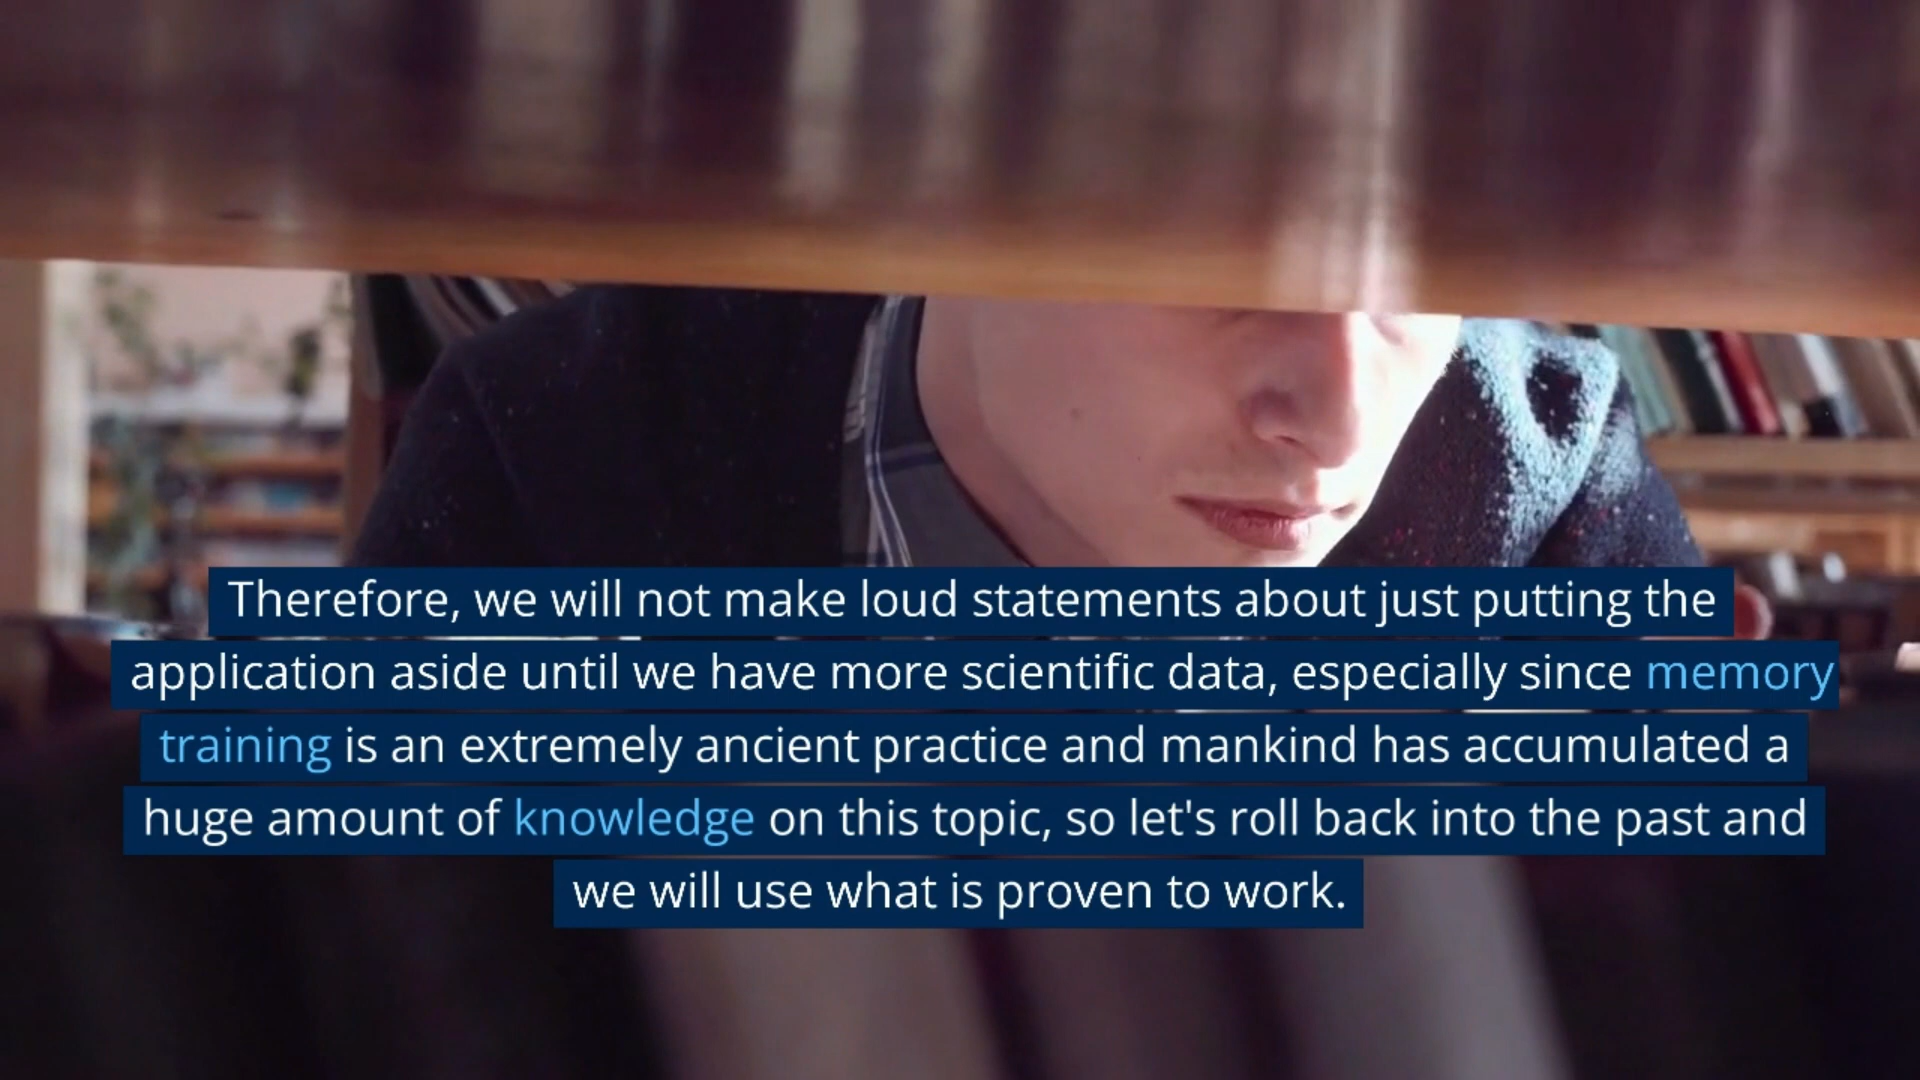 Therefore, we will not make loud statements about just putting the
application aside until we have more scientific data, especially since memory
training is an extremely ancient practice and mankind has accumulated a
huge amount of knowledge on this topic, so let's roll back into the past and
we will use what is proven to work.